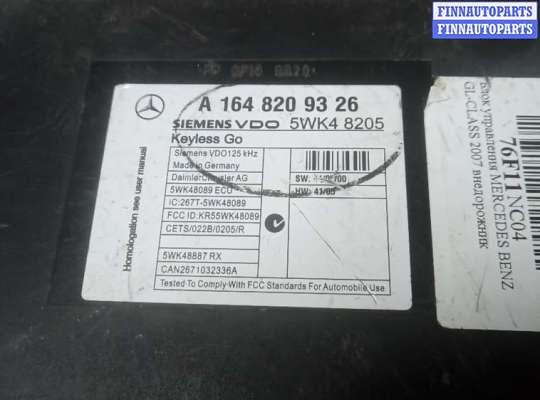 FINNAUTOPARTS
FINNAUTOPARTS
FINNAUTOPARTS
A 164 820 93 26
SIEMENS VDO 5WK4 8205
Keyless Go
Siemens VDO125 kHz
Made in Germany
DaimlerChrysler AG
5WK48089 ECU
IC:267T-5WK48089
FCC ID:KR55WK48089
CETS/022B/0205/R
5WK48887 RX
CAN2671032336A
Tested To Comply With FCC Standards For Automobile Use
SW:
HW: 41/05
Homologation see user manual
76F11NC04
Блок управления MERCEDES BENZ
GL-CLASS 2007 внедорожник